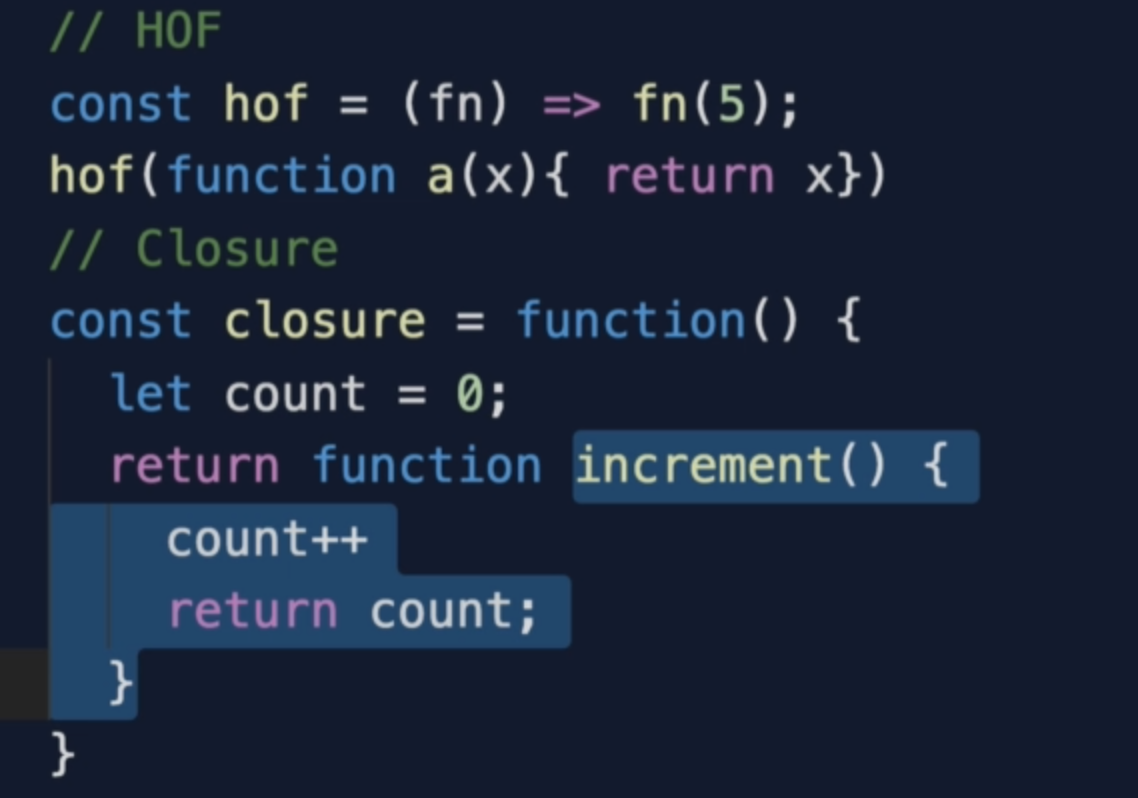 // HOF
const hof = (fn) => fn(5);
hof(function a(x){ return x})
// Closure
const closure = function() {
let count = 0;
return function increment() {
count++
return count;
}
}